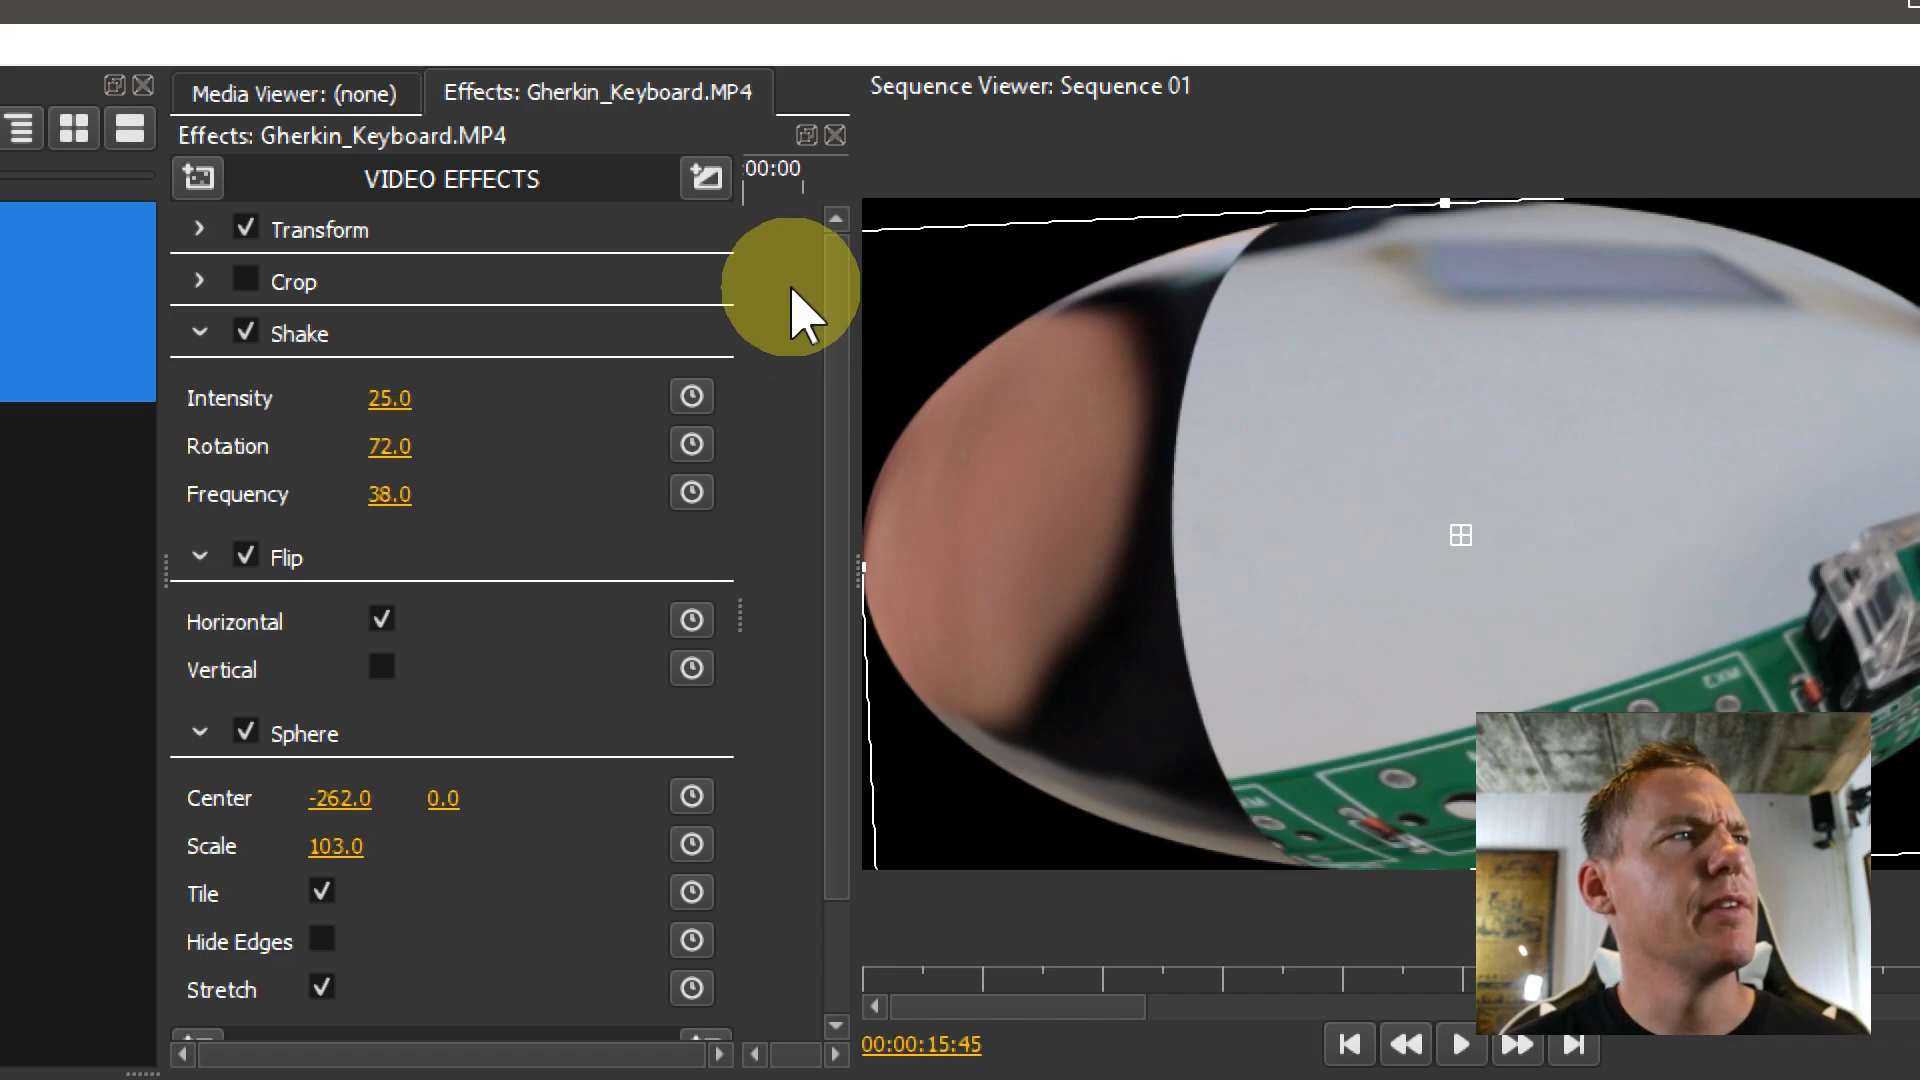 Media Viewer: (none)
Effects: Gherkin_Keyboard.MP4
Sequence Viewer: Sequence 01
Effects: Gherkin_Keyboard.MP4
VIDEO EFFECTS
:00:00
Transform
Crop
Shake
Intensity 25.0
Rotation 72.0
Frequency 38.0
Flip
Horizontal
Vertical
Sphere
Center -262.0 0.0
Scale 103.0
Tile
Hide Edges
Stretch
00:00:15:45